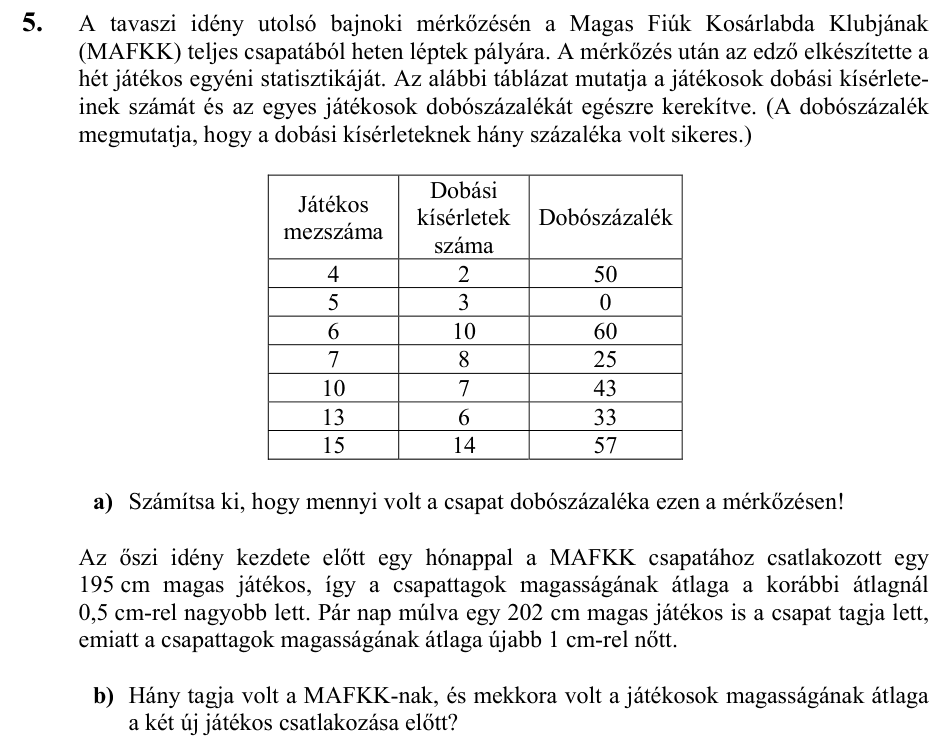 5. A tavaszi idény utolsó bajnoki mérkőzésén a Magas Fiúk Kosárlabda Klubjának
(MAFKK) teljes csapatából heten léptek pályára. A mérkőzés után az edző elkészítette a
hét játékos egyéni statisztikáját. Az alábbi táblázat mutatja a játékosok dobási kísérlete-
inek számát és az egyes játékosok dobószázalékát egészre kerekítve. (A dobószázalék
megmutatja, hogy a dobási kísérleteknek hány százaléka volt sikeres.)
Játékos mezszáma Dobási kísérletek száma Dobószázalék
4 2 50
5 3 0
6 10 60
7 8 25
10 7 43
13 6 33
15 14 57
a) Számítsa ki, hogy mennyi volt a csapat dobószázaléka ezen a mérkőzésen!
Az őszi idény kezdete előtt egy hónappal a MAFKK csapatához csatlakozott egy
195 cm magas játékos, így a csapattagok magasságának átlaga a korábbi átlagnál
0,5 cm-rel nagyobb lett. Pár nap múlva egy 202 cm magas játékos is a csapat tagja lett,
emiatt a csapattagok magasságának átlaga újabb 1 cm-rel nőtt.
b) Hány tagja volt a MAFKK-nak, és mekkora volt a játékosok magasságának átlaga
a két új játékos csatlakozása előtt?